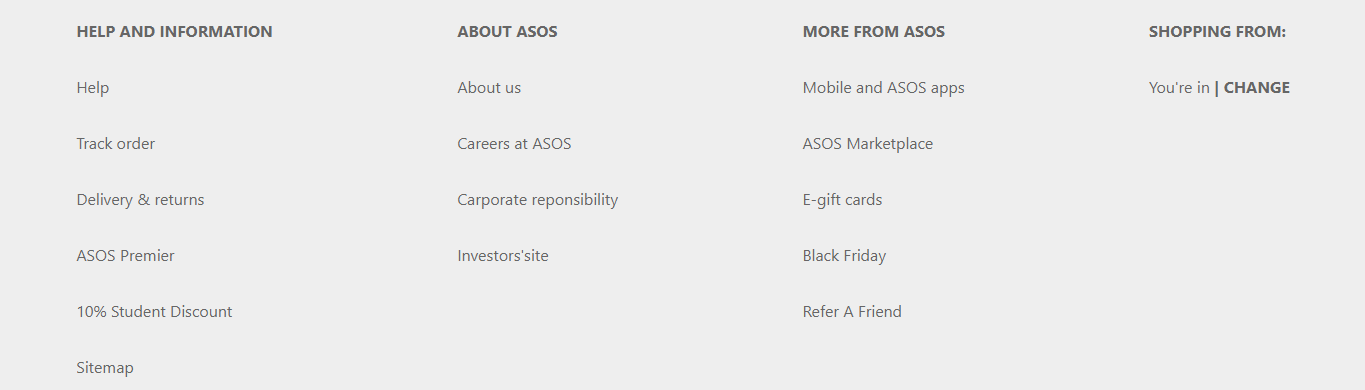 HELP AND INFORMATION
Help
Track order
Delivery & returns
ASOS Premier
10% Student Discount
Sitemap
ABOUT ASOS
About us
Careers at ASOS
Carporate reponsibility
Investors'site
MORE FROM ASOS
Mobile and ASOS apps
ASOS Marketplace
E-gift cards
Black Friday
Refer A Friend
SHOPPING FROM:
You're in | CHANGE